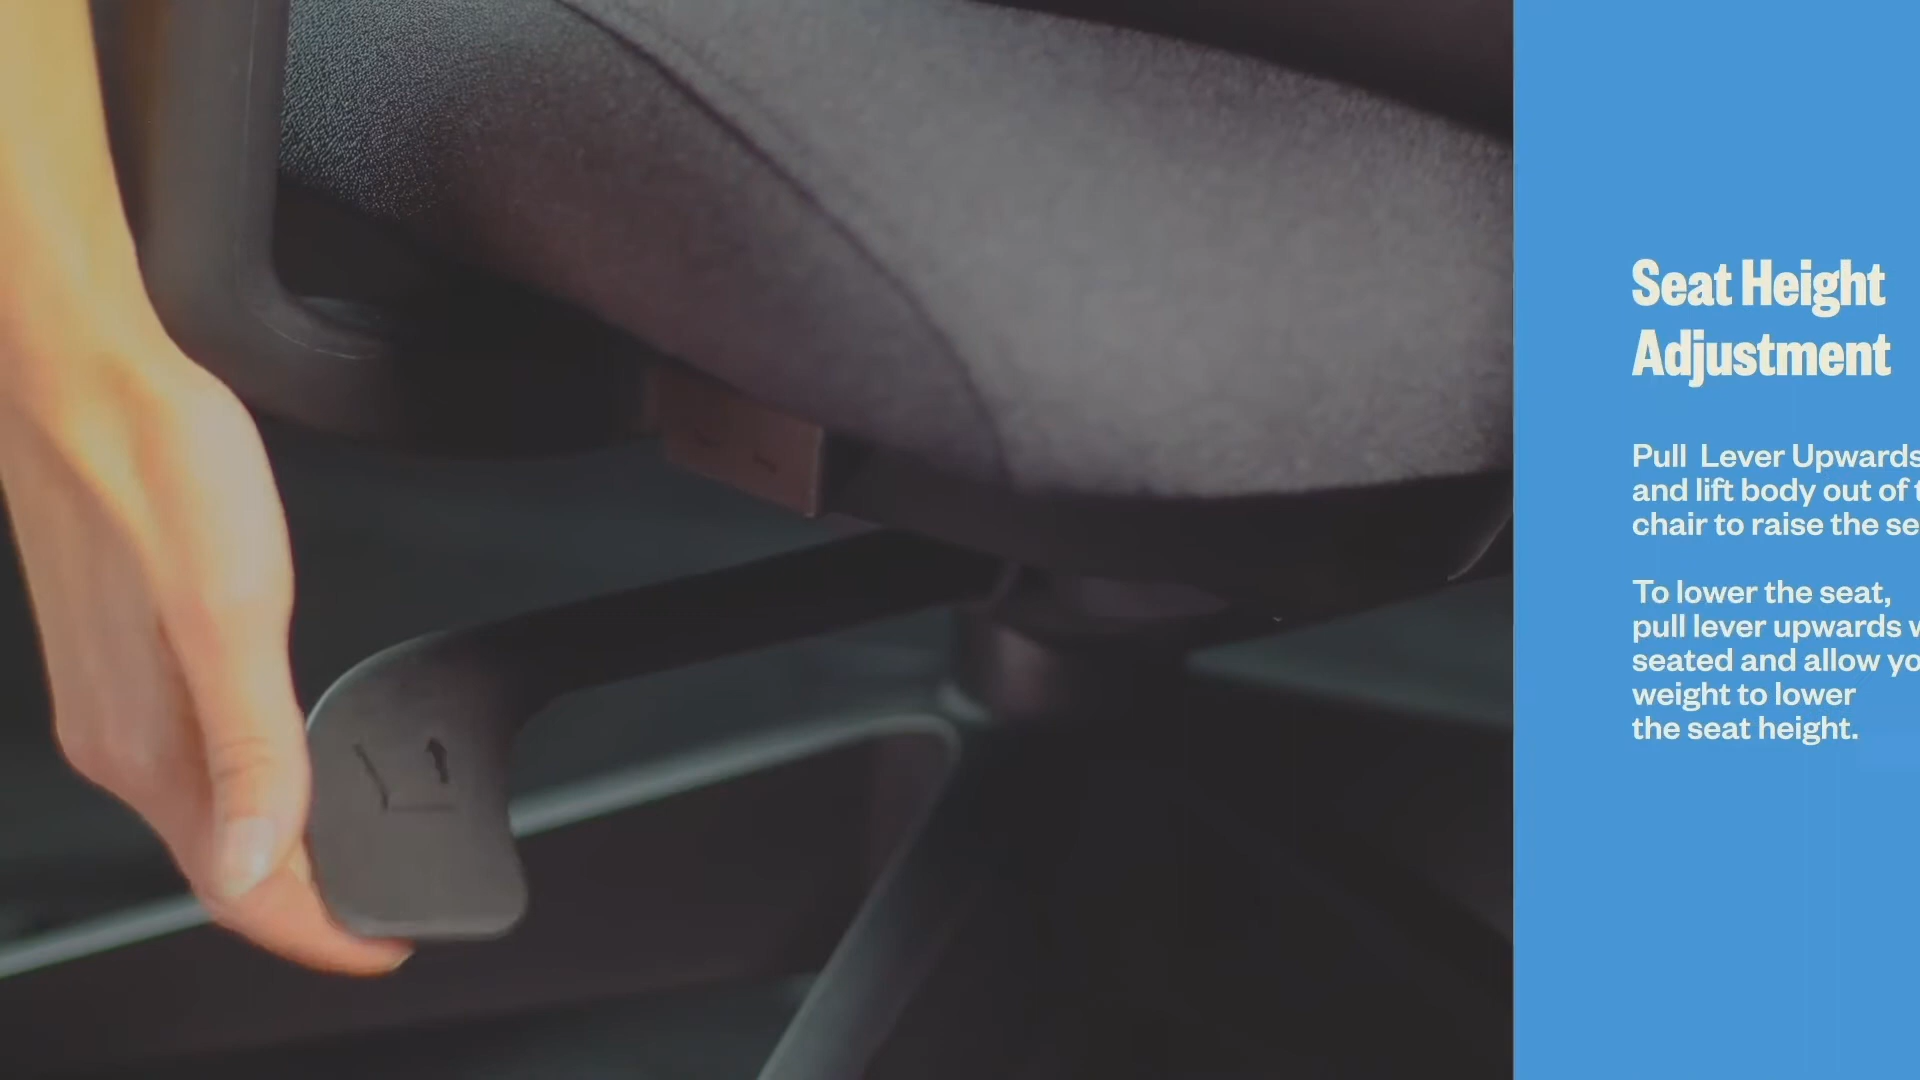 Seat Height
Adjustment
Pull Lever Upwards
and lift body out of
chair to raise the
To lower the seat,
pull lever upwards
seated and allow
weight to lower
the seat height.